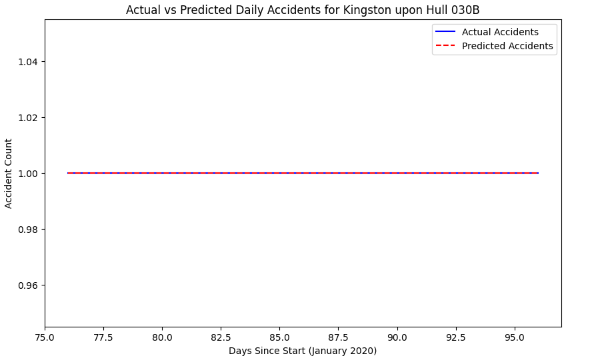 Actual vs Predicted Daily Accidents for Kingston upon Hull 030B
Actual Accidents
Predicted Accidents
1.04
1.02
1.00
0.98
0.96
Accident Count
75.0 77.5 80.0 82.5 85.0 87.5 90.0 92.5 95.0
Days Since Start (January 2020)